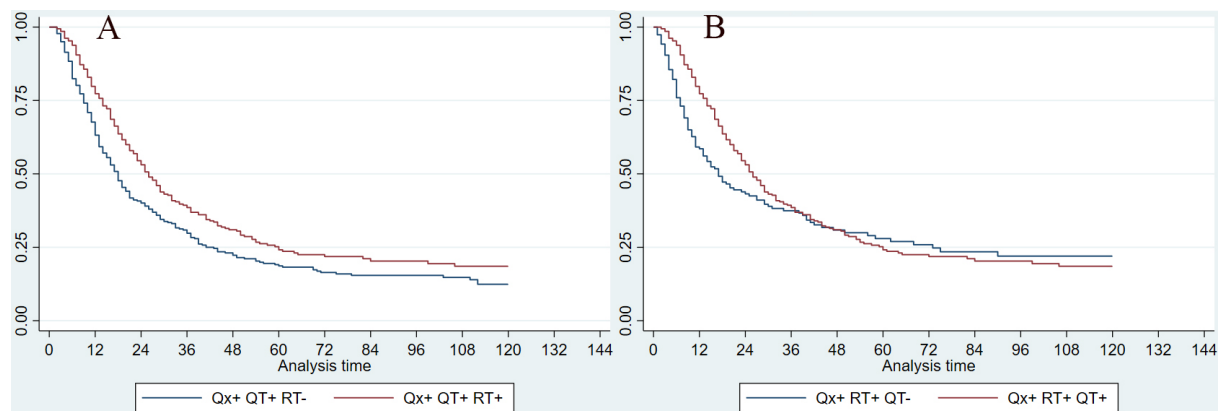 A
1.00
0.75
0.50
0.25
0.00
0 12 24 36 48 60 72 84 96 108 120 132 144
Analysis time
Qx+ QT+ RT- Qx+ QT+ RT+
B
1.00
0.75
0.50
0.25
0.00
0 12 24 36 48 60 72 84 96 108 120 132 144
Analysis time
Qx+ RT+ QT- Qx+ RT+ QT+